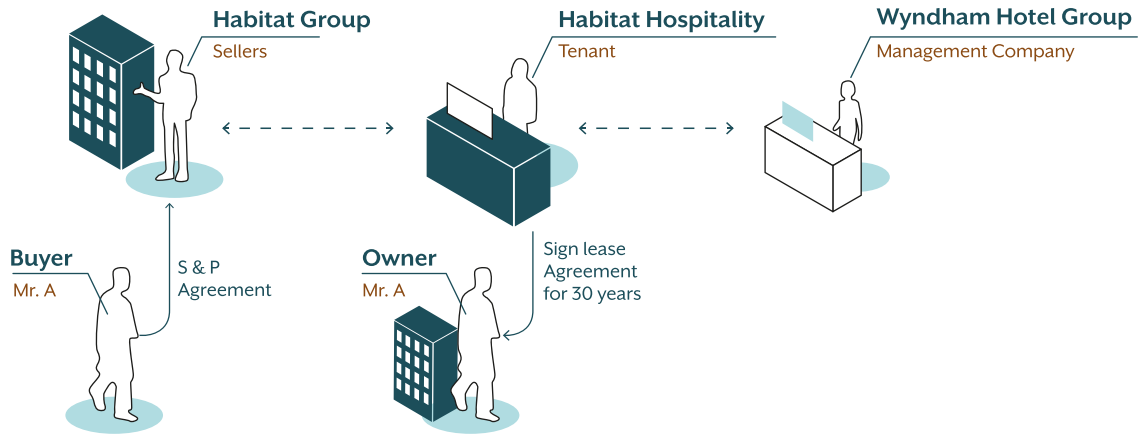 Habitat Group
Sellers
Habitat Hospitality
Tenant
Wyndham Hotel Group
Management Company
Buyer
Mr. A
S & P
Agreement
Owner
Mr. A
Sign lease
Agreement
for 30 years